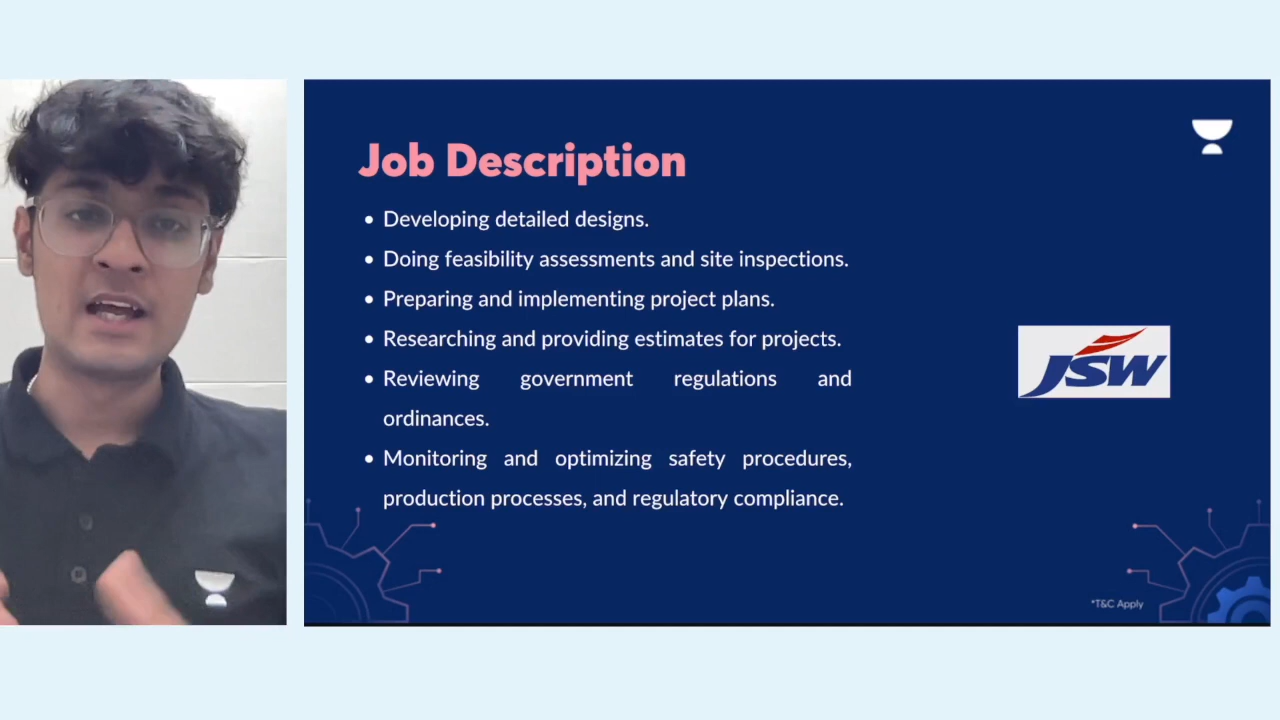 Job Description
• Developing detailed designs.
• Doing feasibility assessments and site inspections.
• Preparing and implementing project plans.
• Researching and providing estimates for projects.
• Reviewing government regulations and
ordinances.
• Monitoring and optimizing safety procedures,
production processes, and regulatory compliance.
JSW
*T&C Apply